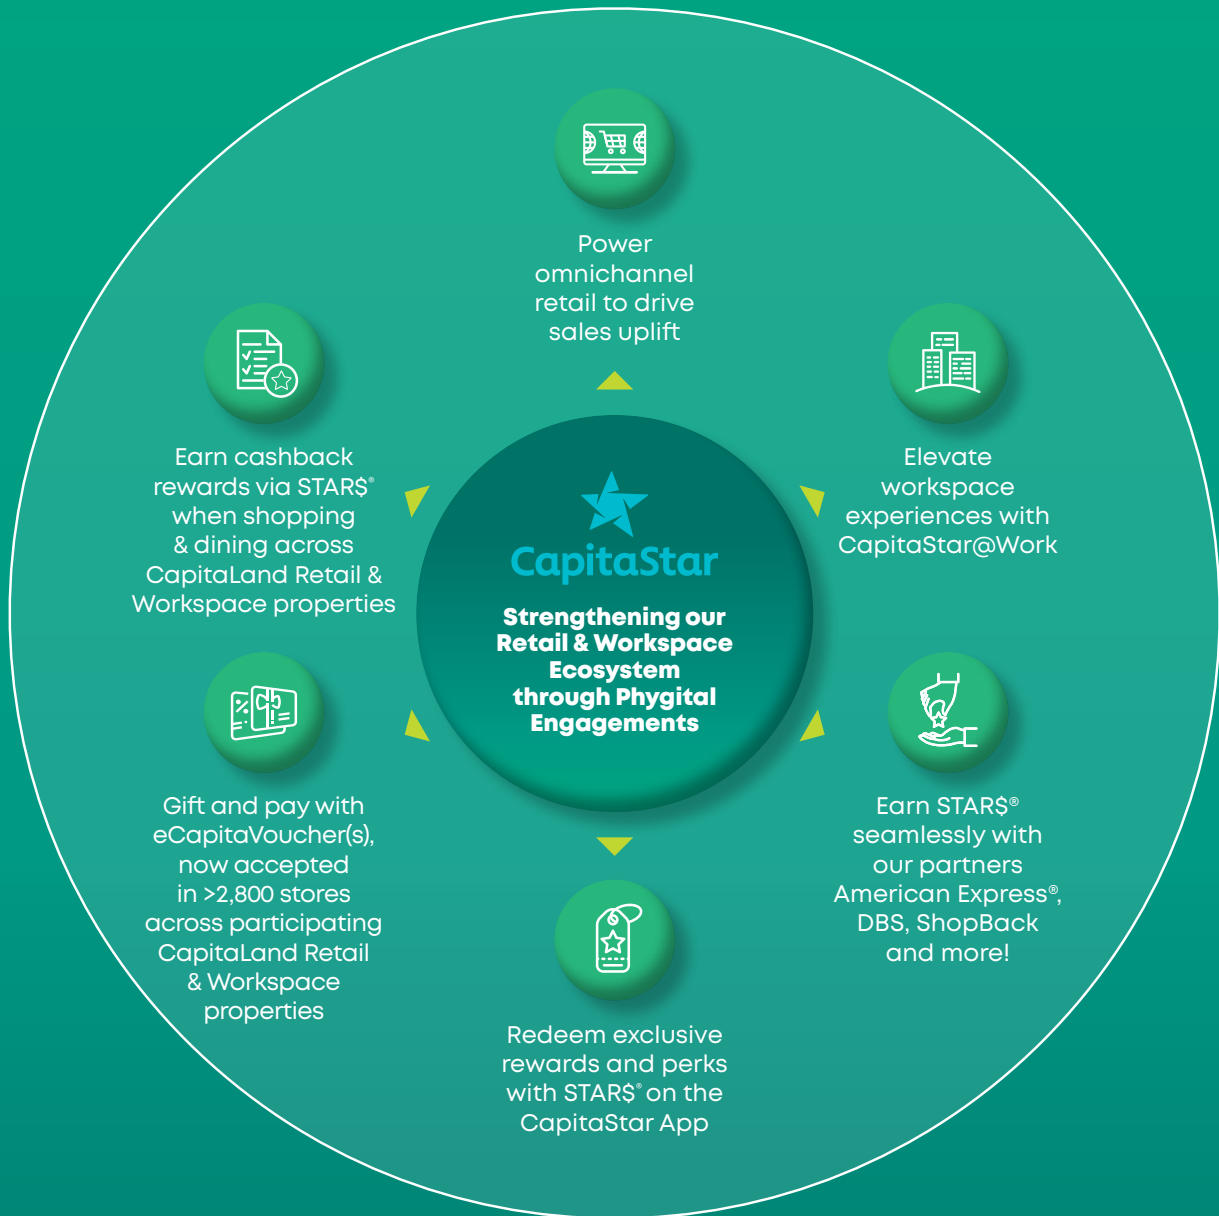 Power
omnichannel
retail to drive
sales uplift
Earn cashback
rewards via STAR$®
when shopping
& dining across
CapitaLand Retail &
Workspace properties
Elevate
workspace
experiences with
CapitaStar@Work
CapitaStar
Strengthening our
Retail & Workspace
Ecosystem
through Phygital
Engagements
Gift and pay with
eCapitaVoucher(s),
now accepted
in >2,800 stores
across participating
CapitaLand Retail
& Workspace
properties
Earn STAR$®
seamlessly with
our partners
American Express®,
DBS, ShopBack
and more!
Redeem exclusive
rewards and perks
with STAR$® on the
CapitaStar App